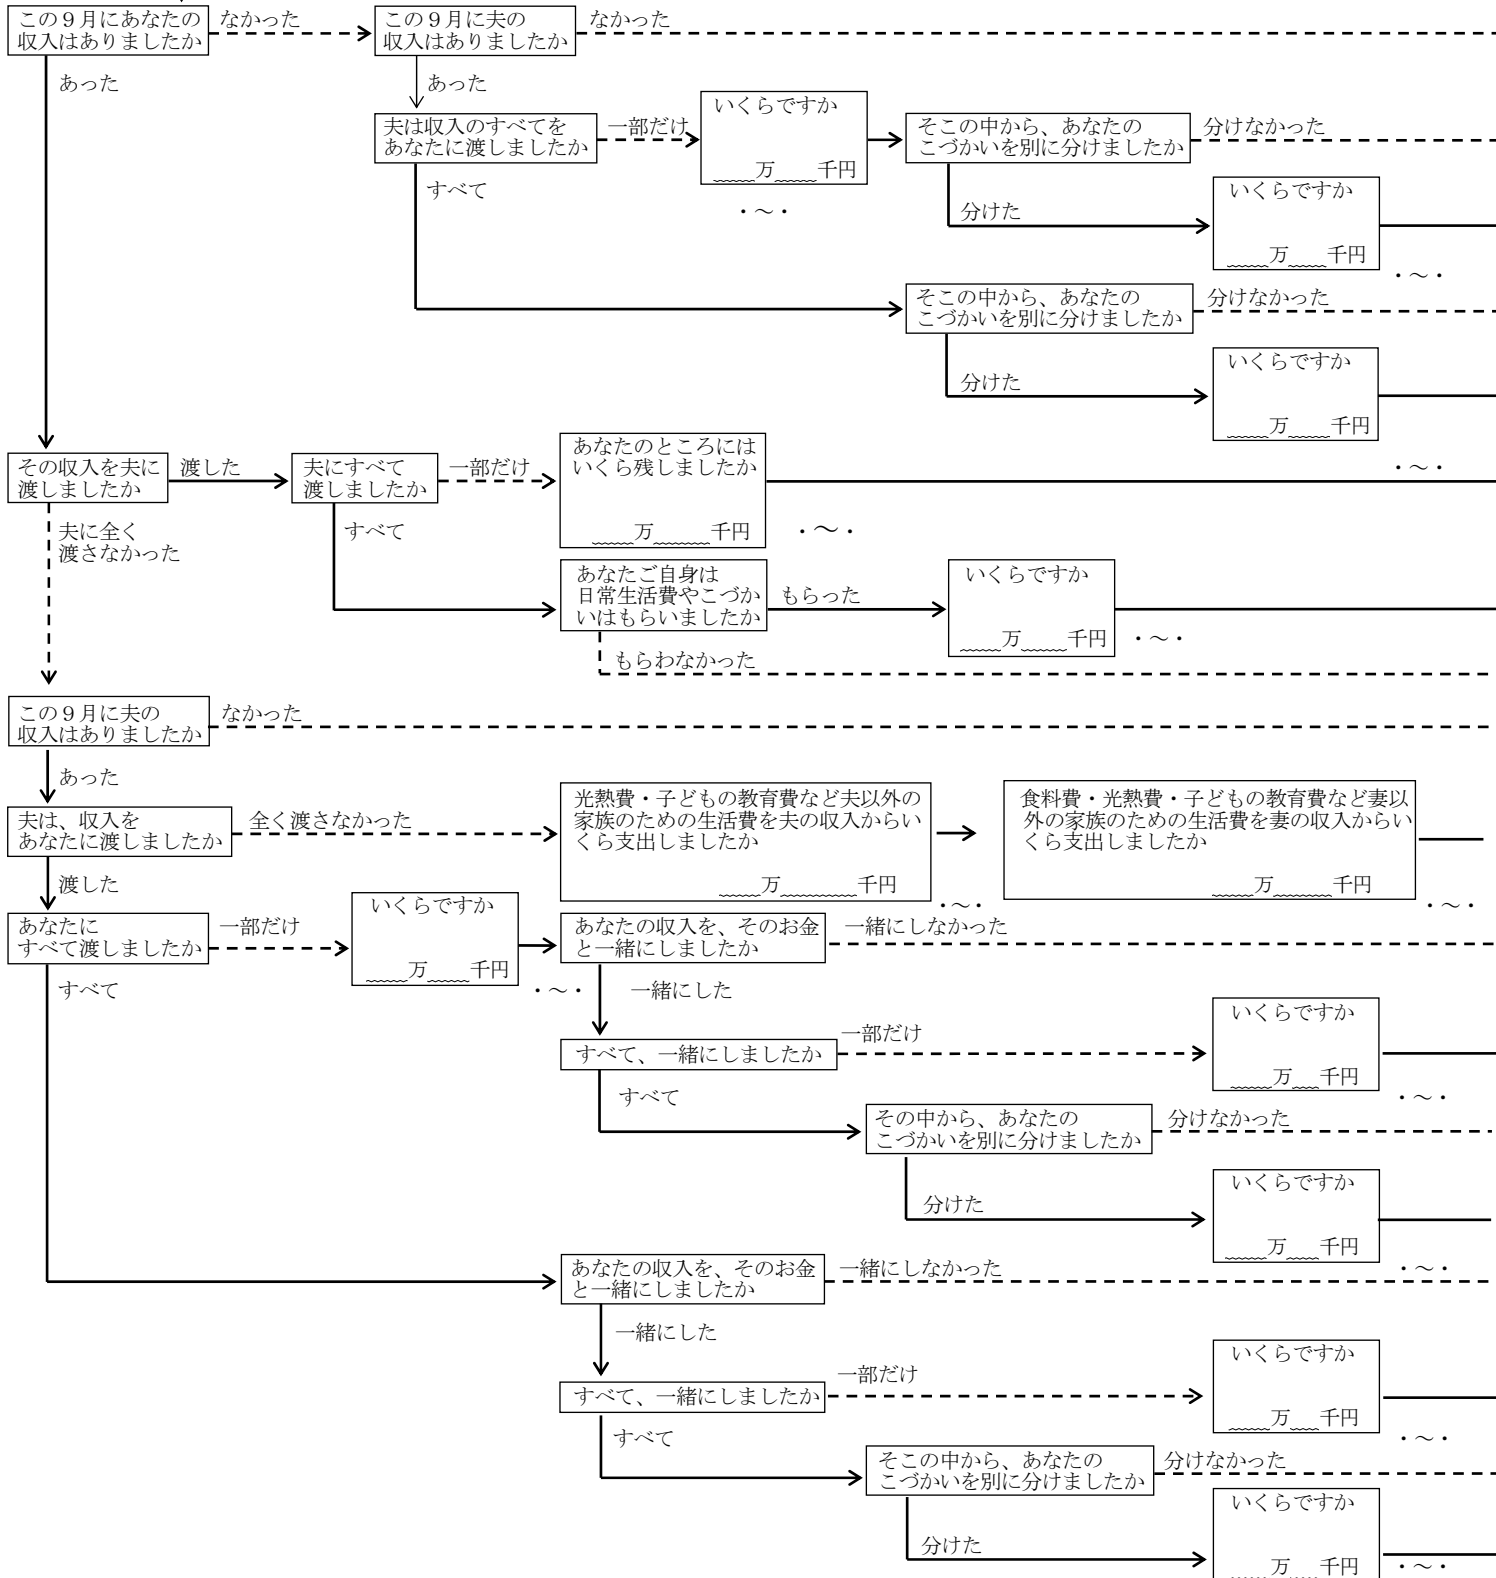 この９月にあなたの
収入はありましたか
なかった
この９月に夫の
収入はありましたか
なかった
あった
あった
夫は収入のすべてを
あなたに渡しましたか
一部だけ
いくらですか
万　千円
・～・
そこの中から、あなたの
こづかいを別に分けましたか
分けなかった
すべて
分けた
いくらですか
万　千円
・～・
そこの中から、あなたの
こづかいを別に分けましたか
分けなかった
分けた
いくらですか
万　千円
・～・
その収入を夫に
渡しましたか
渡した
夫にすべて
渡しましたか
一部だけ
あなたのところには
いくら残しましたか
万　千円
・～・
夫に全く
渡さなかった
すべて
あなたご自身は
日常生活費やこづか
いはもらいましたか
もらった
いくらですか
万　千円
・～・
もらわなかった
この９月に夫の
収入はありましたか
なかった
あった
夫は、収入を
あなたに渡しましたか
全く渡さなかった
光熱費・子どもの教育費など夫以外の
家族のための生活費を夫の収入からい
くら支出しましたか
万　千円
・～・
食料費・光熱費・子どもの教育費など妻以
外の家族のための生活費を妻の収入からい
くら支出しましたか
万　千円
・～・
渡した
あなたに
すべて渡しましたか
一部だけ
いくらですか
万　千円
・～・
あなたの収入を、そのお金
と一緒にしましたか
一緒にしなかった
すべて
一緒にした
すべて、一緒にしましたか
一部だけ
いくらですか
万　千円
・～・
すべて
その中から、あなたの
こづかいを別に分けましたか
分けなかった
分けた
いくらですか
万　千円
・～・
あなたの収入を、そのお金
と一緒にしましたか
一緒にしなかった
一緒にした
すべて、一緒にしましたか
一部だけ
いくらですか
万　千円
・～・
すべて
そこの中から、あなたの
こづかいを別に分けましたか
分けなかった
分けた
いくらですか
万　千円
・～・